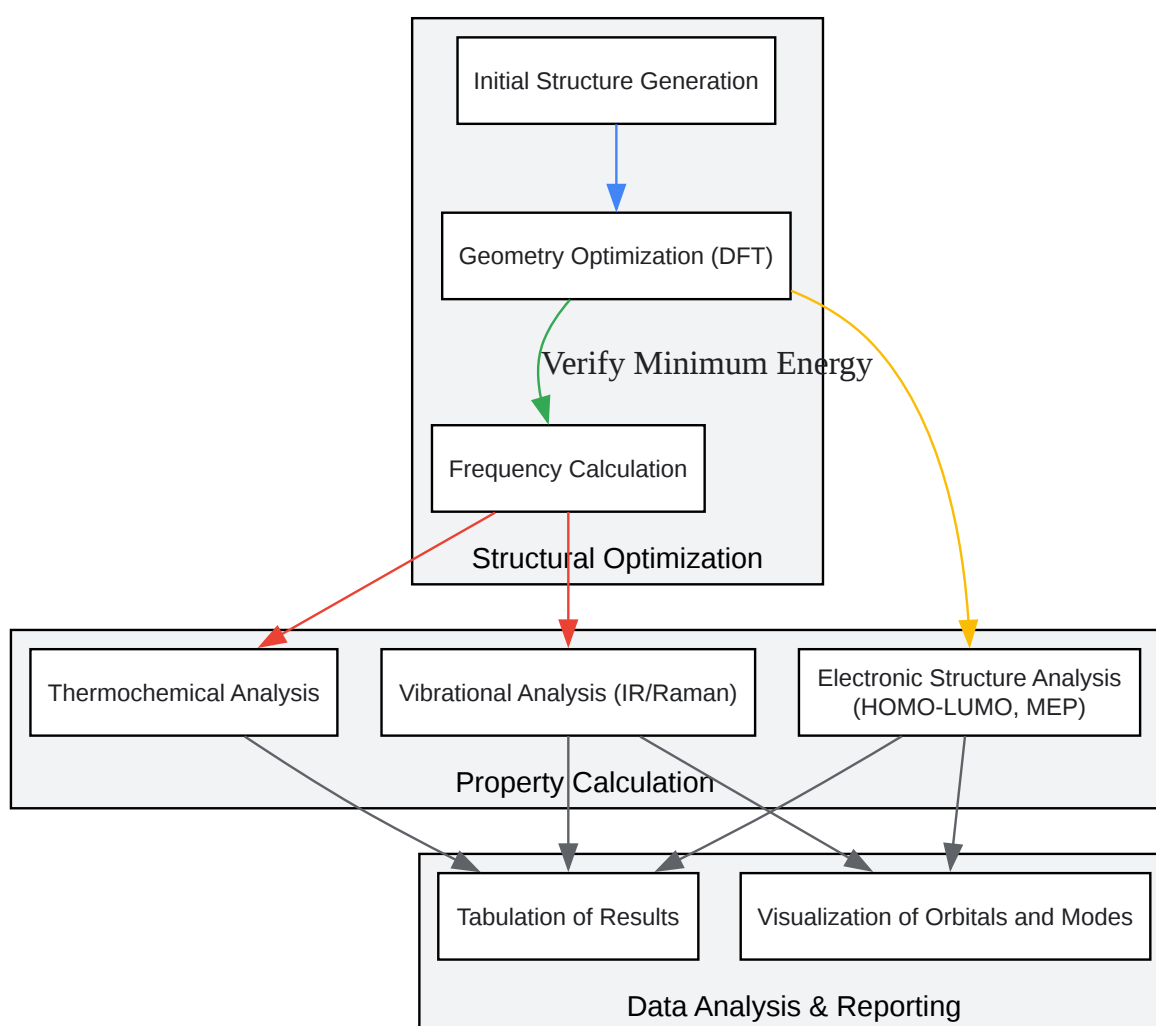 Initial Structure Generation
Geometry Optimization (DFT)
Verify Minimum Energy
Frequency Calculation
Structural Optimization
Thermochemical Analysis
Vibrational Analysis (IR/Raman)
Electronic Structure Analysis
(HOMO-LUMO, MEP)
Property Calculation
Tabulation of Results
Visualization of Orbitals and Modes
Data Analysis & Reporting